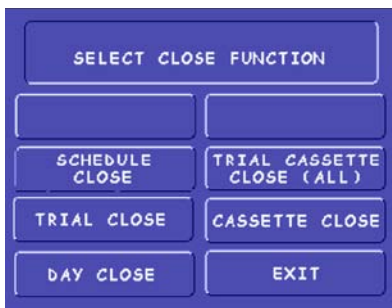 SELECT CLOSE FUNCTION
SCHEDULE TRIAL CASSETTE
CLOSE CLOSE (ALL)
TRIAL CLOSE CASSETTE CLOSE
DAY CLOSE EXIT